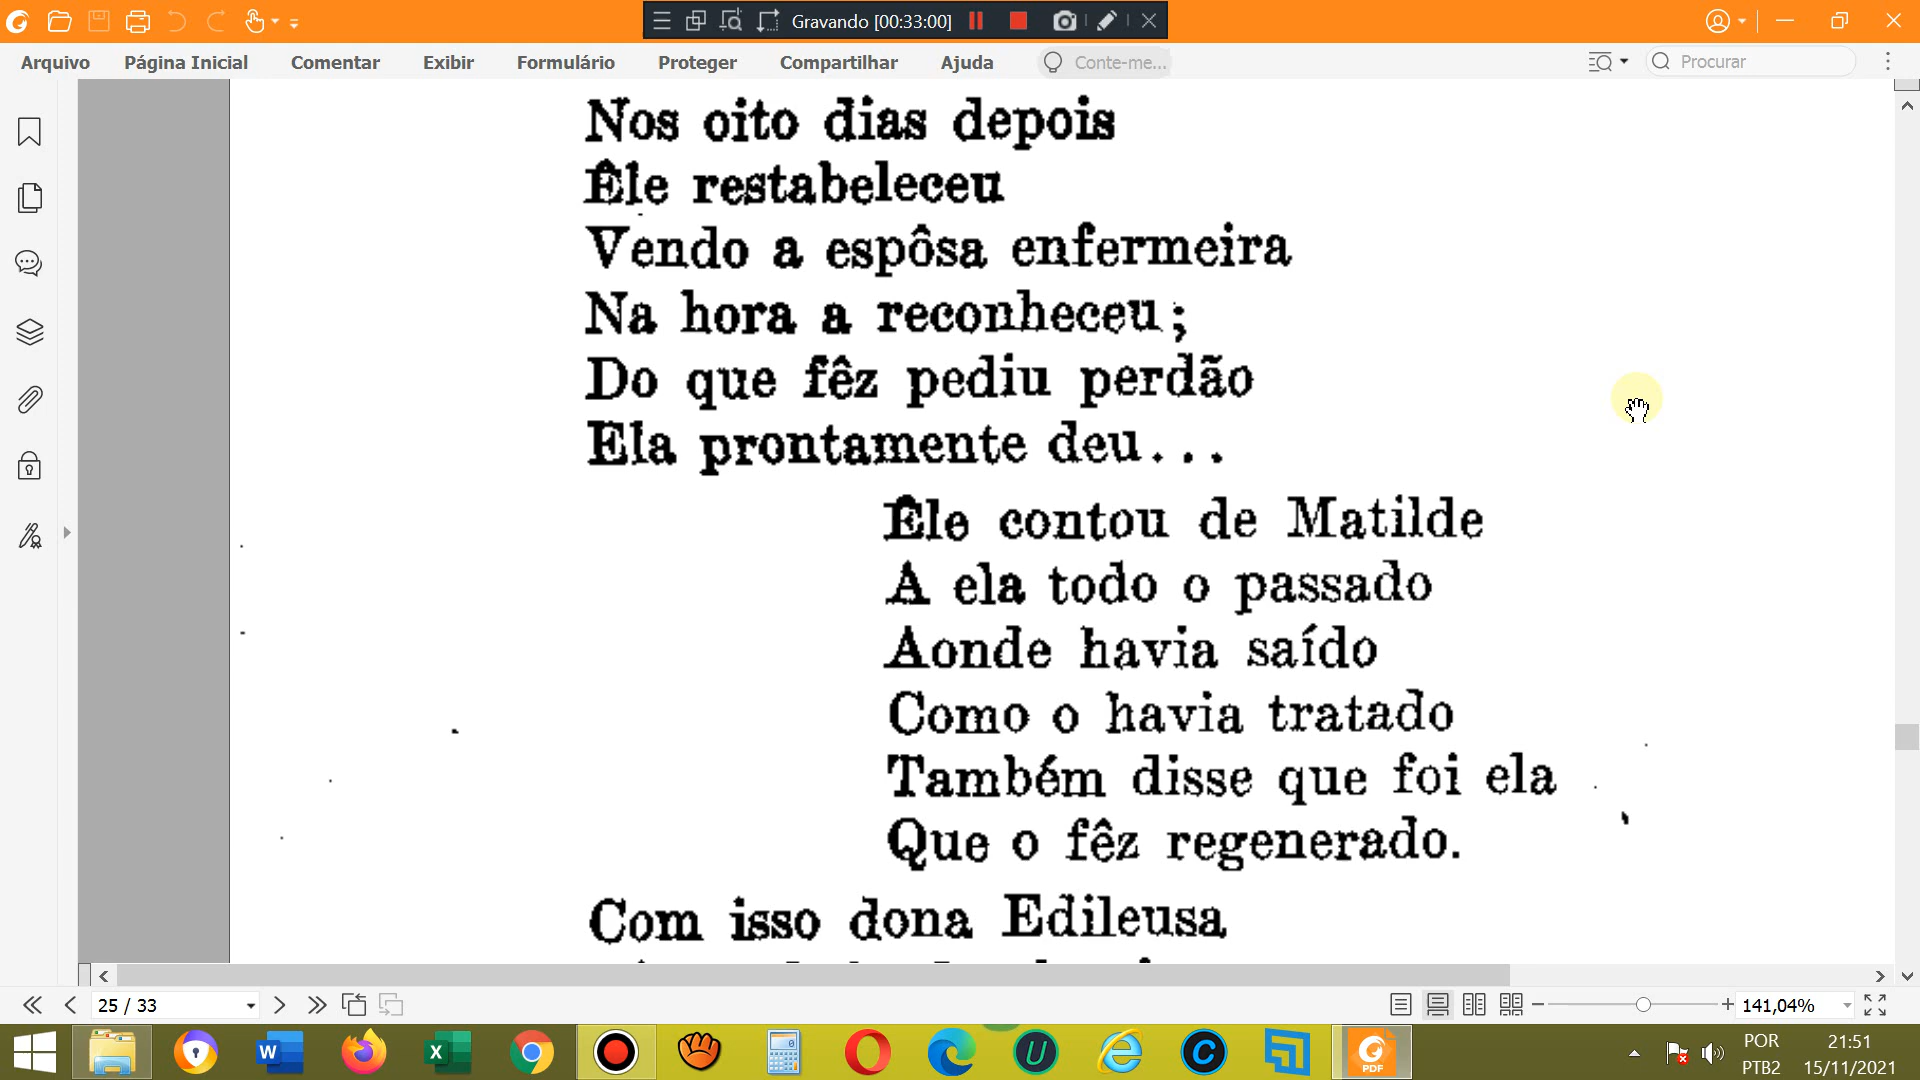 Gravando [00:33:00]
Arquivo Página Inicial Comentar Exibir Formulário Proteger Compartilhar Ajuda Conte-me... Procurar
Nos oito dias depois
Êle restabeleceu
Vendo a espôsa enfermeira
Na hora a reconheceu;
Do que fêz pediu perdão
Ela prontamente deu...
Êle contou de Matilde
A ela todo o passado
Aonde havia saído
Como o havia tratado
Também disse que foi ela
Que o fêz regenerado.
Com isso dona Edileusa
25 / 33
141,04%
POR
PTB2
21:51
15/11/2021
PDF